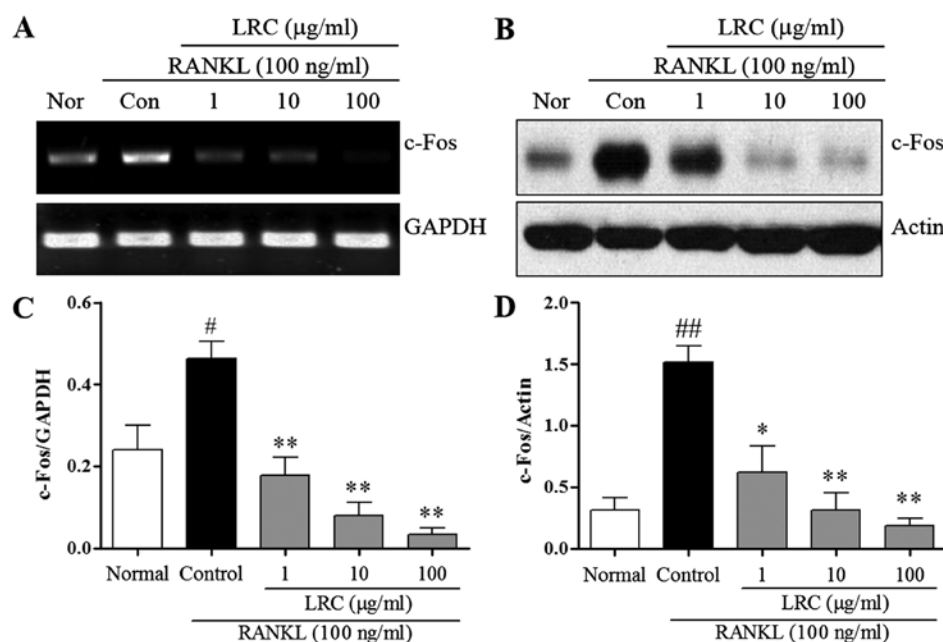 A
LRC (μg/ml)
RANKL (100 ng/ml)
Nor Con 1 10 100
c-Fos
GAPDH
B
LRC (μg/ml)
RANKL (100 ng/ml)
Nor Con 1 10 100
c-Fos
Actin
C
c-Fos/GAPDH
0.6
0.4
0.2
0.0
#
**
**
**
Normal Control 1 10 100
LRC (μg/ml)
RANKL (100 ng/ml)
D
c-Fos/Actin
2.0
1.5
1.0
0.5
0.0
##
*
**
**
Normal Control 1 10 100
LRC (μg/ml)
RANKL (100 ng/ml)